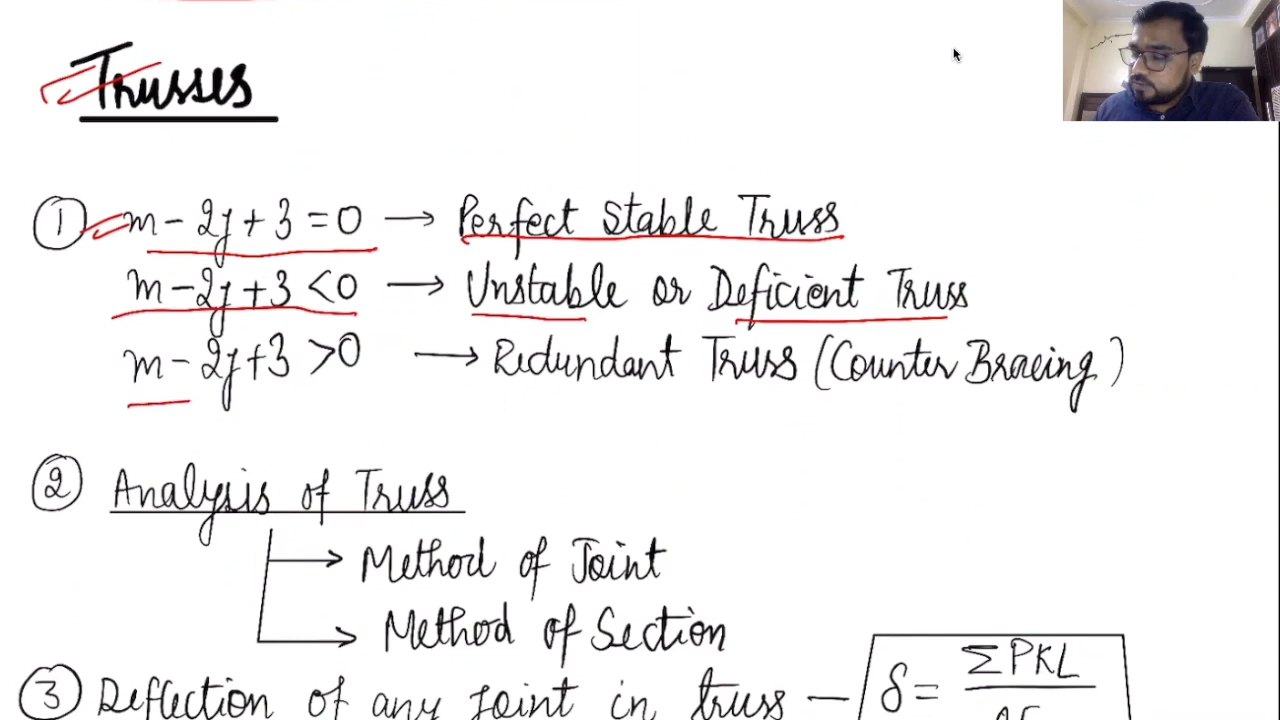 Trusses
① m - 2j + 3 = 0 → Perfect Stable Truss
m - 2j + 3 < 0 → Unstable or Deficient Truss
m - 2j + 3 > 0 → Redundant Truss (Counter Bracing)
② Analysis of Truss
→ Method of Joint
→ Method of Section
③ Deflection of any joint in truss — δ = ΣPKL